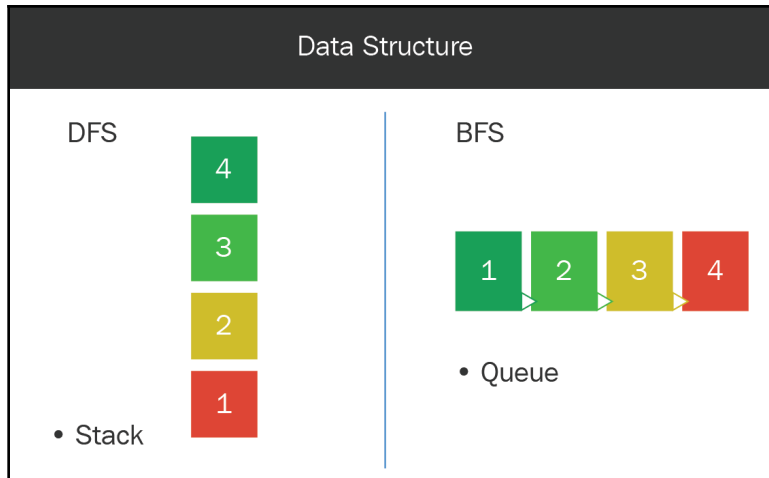 Data Structure
DFS
4
3
2
1
• Stack
BFS
1 2 3 4
• Queue